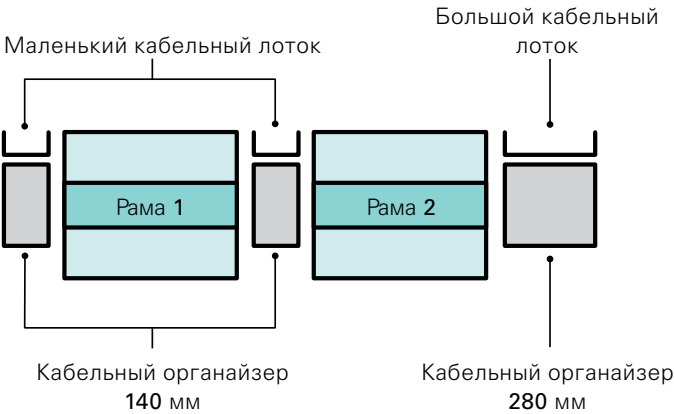 Маленький кабельный лоток
Большой кабельный
лоток
Рама 1
Рама 2
Кабельный органайзер
140 мм
Кабельный органайзер
280 мм